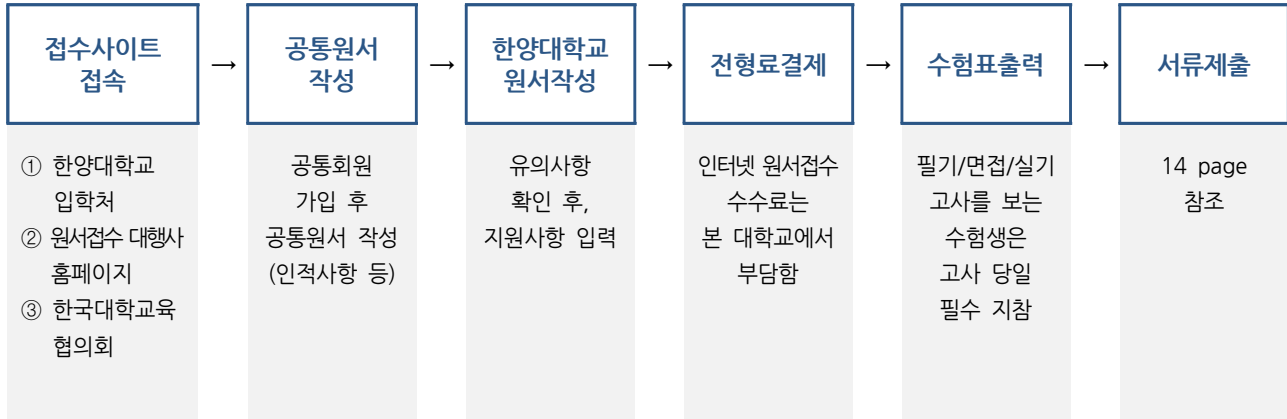 접수사이트
접속
→
공통원서
작성
→
한양대학교
원서작성
→
전형료결제
→
수험표출력
→
서류제출
① 한양대학교
입학처
② 원서접수 대행사
홈페이지
③ 한국대학교육
협의회
공통회원
가입 후
공통원서 작성
(인적사항 등)
유의사항
확인 후,
지원사항 입력
인터넷 원서접수
수수료는
본 대학교에서
부담함
필기/면접/실기
고사를 보는
수험생은
고사 당일
필수 지참
14 page
참조